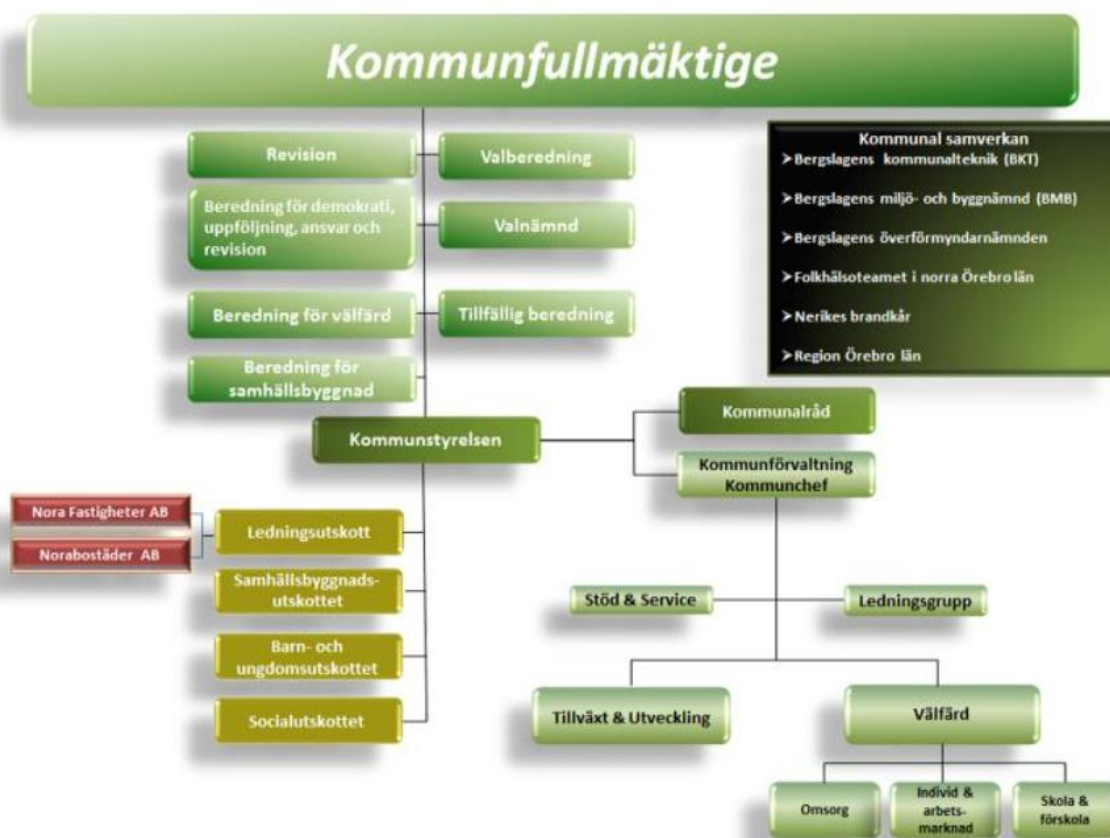 Kommunfullmäktige
Revision
Valberedning
Beredning för demokrati,
uppföljning, ansvar och
revision
Valnämnd
Beredning för välfärd
Tillfällig beredning
Beredning för
samhällsbyggnad
Kommunal samverkan
➤Bergslagens kommunalteknik (BKT)
➤Bergslagens miljö- och byggnämnd (BMB)
➤Bergslagens överförmyndarnämnden
➤Folkhälsoteamet i norra Örebro län
➤Nerikes brandkår
➤Region Örebro län
Kommunstyrelsen
Kommunalråd
Kommunförvaltning
Kommunchef
Nora Fastigheter AB
Norabostäder AB
Ledningsutskott
Samhällsbyggnads-
utskottet
Barn- och
ungdomsutskottet
Socialutskottet
Stöd & Service
Ledningsgrupp
Tillväxt & Utveckling
Välfärd
Omsorg
Individ &
arbets-
marknad
Skola &
förskola